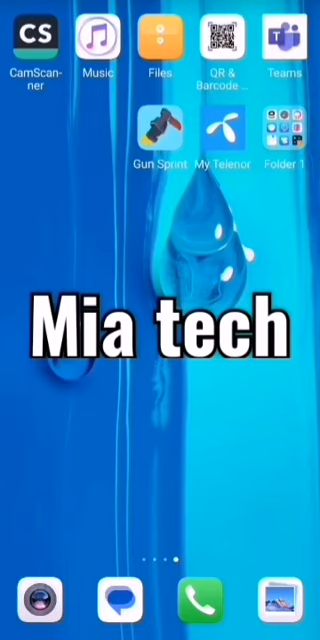 CS
CamScan-
ner
Music
Files
QR &
Barcode ...
Teams
Gun Sprint
My Telenor
Folder 1
Mia tech